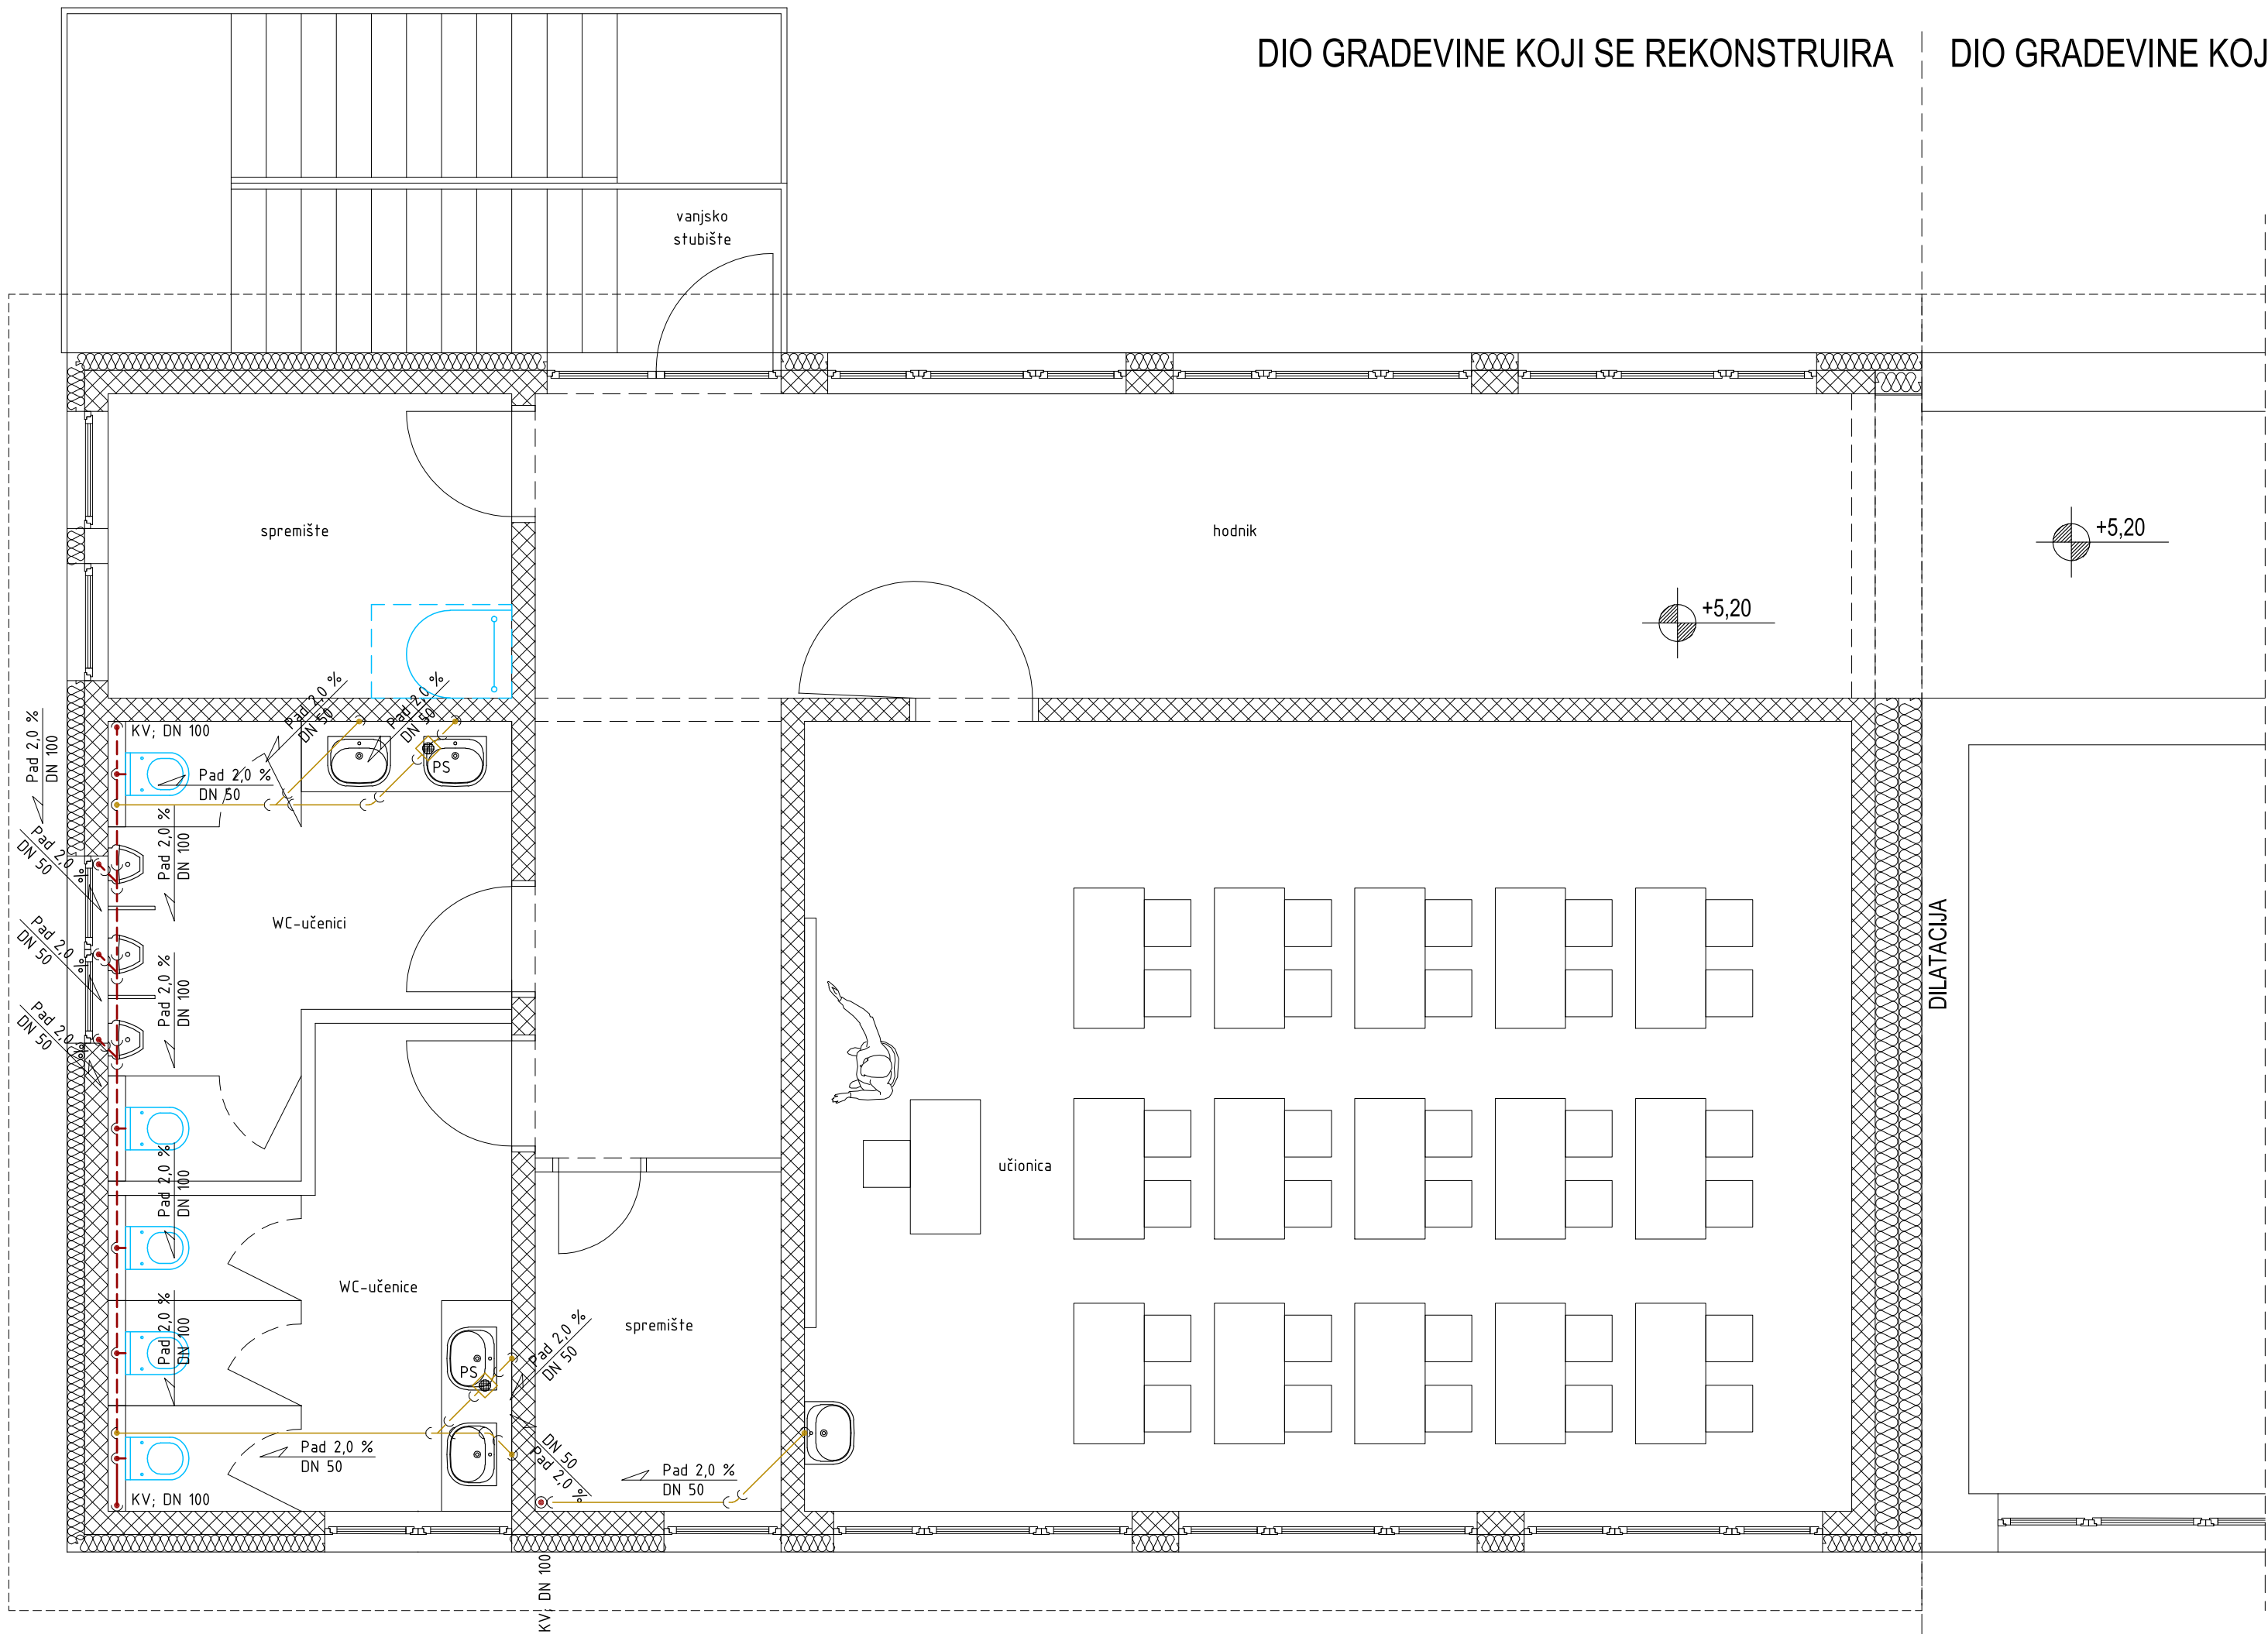 DIO GRADEVINE KOJI SE REKONSTRUIRA
DIO GRADEVINE KOJ
vanjsko
stubište
spremište
hodnik
+5,20
+5,20
Pad 2,0 %
DN 50
Pad 2,0 %
DN 50
Pad 2,0 %
DN 100
KV; DN 100
Pad 2,0 %
DN 50
PS
Pad 2,0 %
DN 100
Pad 2,0 %
DN 50
WC-učenici
Pad 2,0 %
DN 50
Pad 2,0 %
DN 100
Pad 2,0 %
DN 50
DILATACIJA
učionica
Pad 2,0 %
DN 100
WC-učenice
spremište
Pad 2,0 %
DN 100
PS
Pad 2,0 %
DN 50
Pad 2,0 %
DN 50
DN 50
Pad 2,0 %
Pad 2,0 %
DN 50
KV; DN 100
KV; DN 100